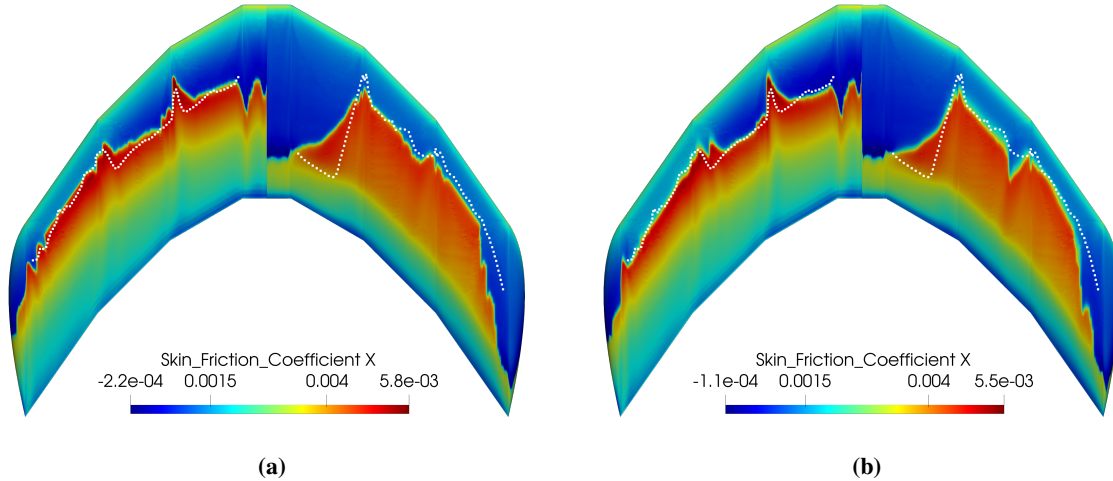 Skin_Friction_Coefficient X
-2.2e-04 0.0015 0.004 5.8e-03
(a)
Skin_Friction_Coefficient X
-1.1e-04 0.0015 0.004 5.5e-03
(b)